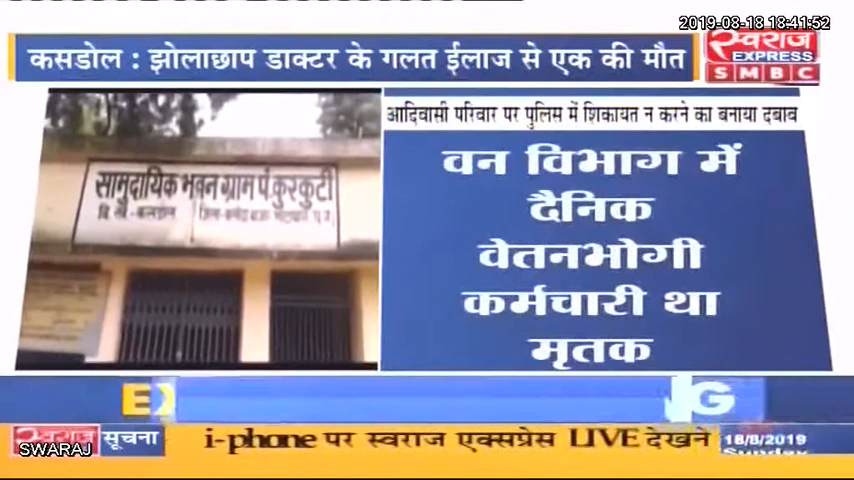 2019-08-18 18:41:52
कसडोल : झोलाछाप डाक्टर के गलत ईलाज से एक की मौत
स्वराज
EXPRESS
SMBC
आदिवासी परिवार पर पुलिस में शिकायत न करने का बनाया दबाव
सामुदायिक भवन ग्राम पं. कुरकुटी
वन विभाग में
दैनिक
वेतनभोगी
कर्मचारी था
मृतक
स्वराज
SWARAJ
सूचना
i-phone पर स्वराज एक्सप्रेस LIVE देखने
18/8/2019
Sunday